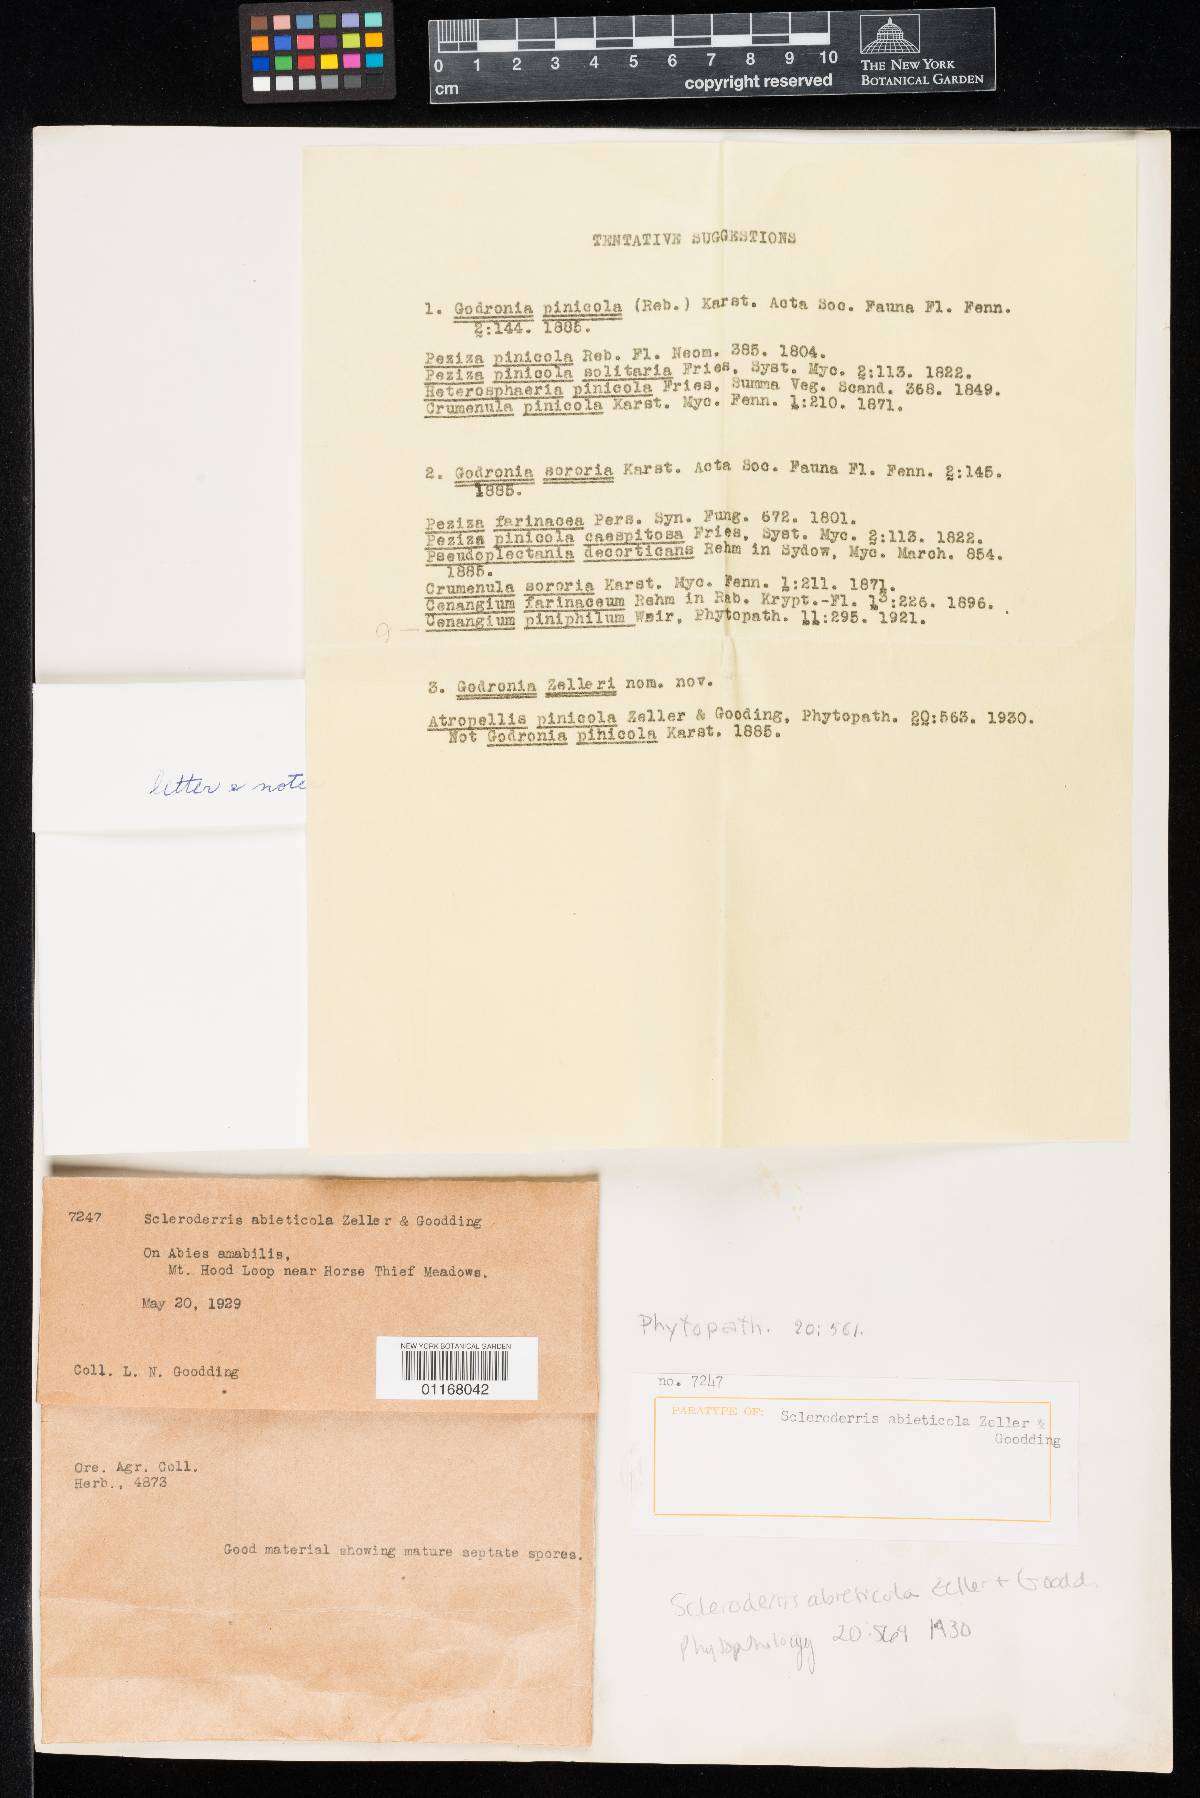 0 1 2 3 4 5 6 7 8 9 10
cm
copyright reserved
THE NEW YORK
BOTANICAL GARDEN
TENTATIVE SUGGESTIONS
1. Godronia pinicola (Reb.) Karst. Acta Soc. Fauna Fl. Fenn.
2:144. 1885.
Peziza pinicola Reb. Fl. Neom. 385. 1804.
Peziza pinicola solitaria Fries, Syst. Myc. 2:113. 1822.
Heterosphaeria pinicola Fries, Summa Veg. Scand. 368. 1849.
Crumenula pinicola Karst. Myc. Fenn. 1:210. 1871.
2. Godronia sororia Karst. Acta Soc. Fauna Fl. Fenn. 2:145.
1885.
Peziza farinacea Pers. Syn. Fung. 672. 1801.
Peziza pinicola caespitosa Fries, Syst. Myc. 2:113. 1822.
Pseudoplectania decorticans Rehm in Sydow, Myc. March. 854.
1885.
Crumenula sororia Karst. Myc. Fenn. 1:211. 1871.
Cenangium farinaceum Rehm in Rab. Krypt.-Fl. 1³:226. 1896.
Cenangium piniphilum Weir, Phytopath. 11:295. 1921.
3. Godronia Zelleri nom. nov.
Atropellis pinicola Zeller & Gooding, Phytopath. 20:563. 1930.
Not Godronia pinicola Karst. 1885.
letter & note
7247 Scleroderris abieticola Zeller & Goodding
On Abies amabilis,
Mt. Hood Loop near Horse Thief Meadows.
May 20, 1929
Coll. L. N. Goodding
NEW YORK BOTANICAL GARDEN
01168042
Ore. Agr. Coll.
Herb., 4873
Good material showing mature septate spores.
Phytopath. 20:561.
no. 7247
PARATYPE OF: Scleroderris abieticola Zeller &
Goodding
Scleroderris abieticola Zeller + Goodd.
Phytopathology 20:569 1930